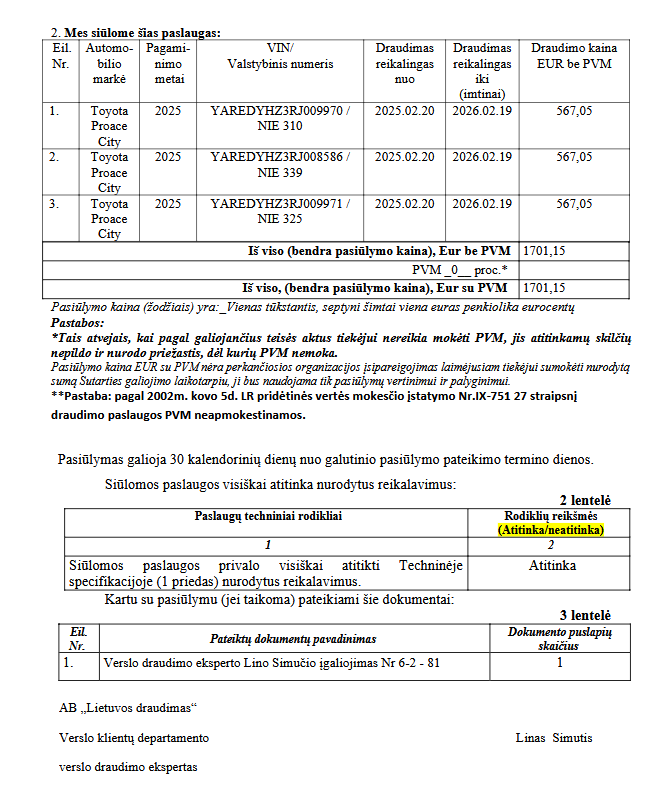 2. Mes siūlome šias paslaugas:
Eil. Nr. | Automo-bilio markė | Pagami-nimo metai | VIN/ Valstybinis numeris | Draudimas reikalingas nuo | Draudimas reikalingas iki (imtinai) | Draudimo kaina EUR be PVM
1. | Toyota Proace City | 2025 | YAREDYHZ3RJ009970 / NIE 310 | 2025.02.20 | 2026.02.19 | 567,05
2. | Toyota Proace City | 2025 | YAREDYHZ3RJ008586 / NIE 339 | 2025.02.20 | 2026.02.19 | 567,05
3. | Toyota Proace City | 2025 | YAREDYHZ3RJ009971 / NIE 325 | 2025.02.20 | 2026.02.19 | 567,05
Iš viso (bendra pasiūlymo kaina), Eur be PVM | 1701,15
PVM _0__ proc.*
Iš viso, (bendra pasiūlymo kaina), Eur su PVM | 1701,15
Pasiūlymo kaina (žodžiais) yra:_Vienas tūkstantis, septyni šimtai viena euras penkiolika eurocentų
Pastabos:
*Tais atvejais, kai pagal galiojančius teisės aktus tiekėjui nereikia mokėti PVM, jis atitinkamų skilčių
nepildo ir nurodo priežastis, dėl kurių PVM nemoka.
Pasiūlymo kaina EUR su PVM nėra perkančiosios organizacijos įsipareigojimas laimėjusiam tiekėjui sumokėti nurodytą
sumą Sutarties galiojimo laikotarpiu, ji bus naudojama tik pasiūlymų vertinimui ir palyginimui.
**Pastaba: pagal 2002m. kovo 5d. LR pridėtinės vertės mokesčio įstatymo Nr.IX-751 27 straipsnį
draudimo paslaugos PVM neapmokestinamos.
Pasiūlymas galioja 30 kalendorinių dienų nuo galutinio pasiūlymo pateikimo termino dienos.
Siūlomos paslaugos visiškai atitinka nurodytus reikalavimus:
2 lentelė
Paslaugų techniniai rodikliai | Rodiklių reikšmės (Atitinka/neatitinka)
1 | 2
Siūlomos paslaugos privalo visiškai atitikti Techninėje specifikacijoje (1 priedas) nurodytus reikalavimus. | Atitinka
Kartu su pasiūlymu (jei taikoma) pateikiami šie dokumentai:
3 lentelė
Eil. Nr. | Pateiktų dokumentų pavadinimas | Dokumento puslapių skaičius
1. | Verslo draudimo eksperto Lino Simučio įgaliojimas Nr 6-2 - 81 | 1
AB „Lietuvos draudimas“
Verslo klientų departamento Linas Simutis
verslo draudimo ekspertas